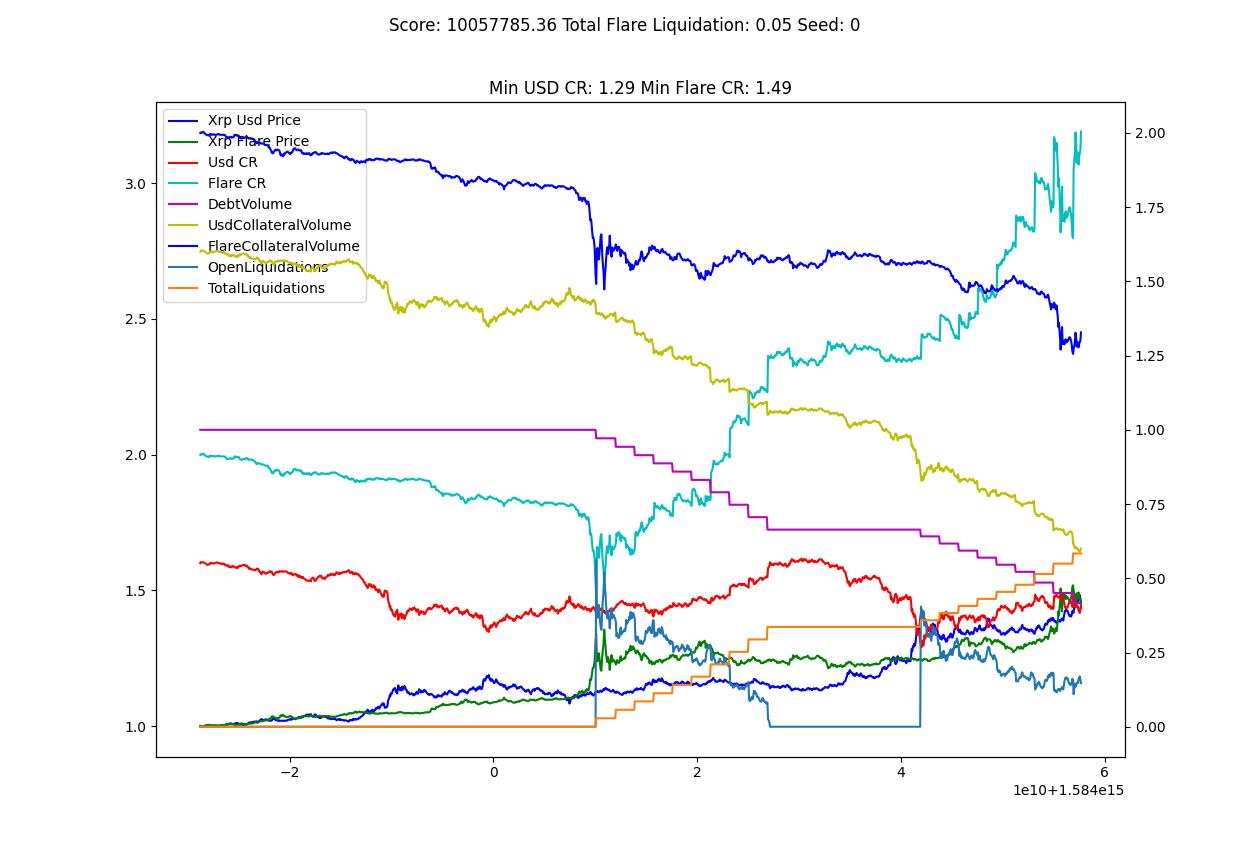 Score: 10057785.36 Total Flare Liquidation: 0.05 Seed: 0
Min USD CR: 1.29 Min Flare CR: 1.49
Xrp Usd Price
Xrp Flare Price
Usd CR
Flare CR
DebtVolume
UsdCollateralVolume
FlareCollateralVolume
OpenLiquidations
TotalLiquidations
3.0
2.5
2.0
1.5
1.0
2.00
1.75
1.50
1.25
1.00
0.75
0.50
0.25
0.00
−2
0
2
4
6
1e10+1.584e15